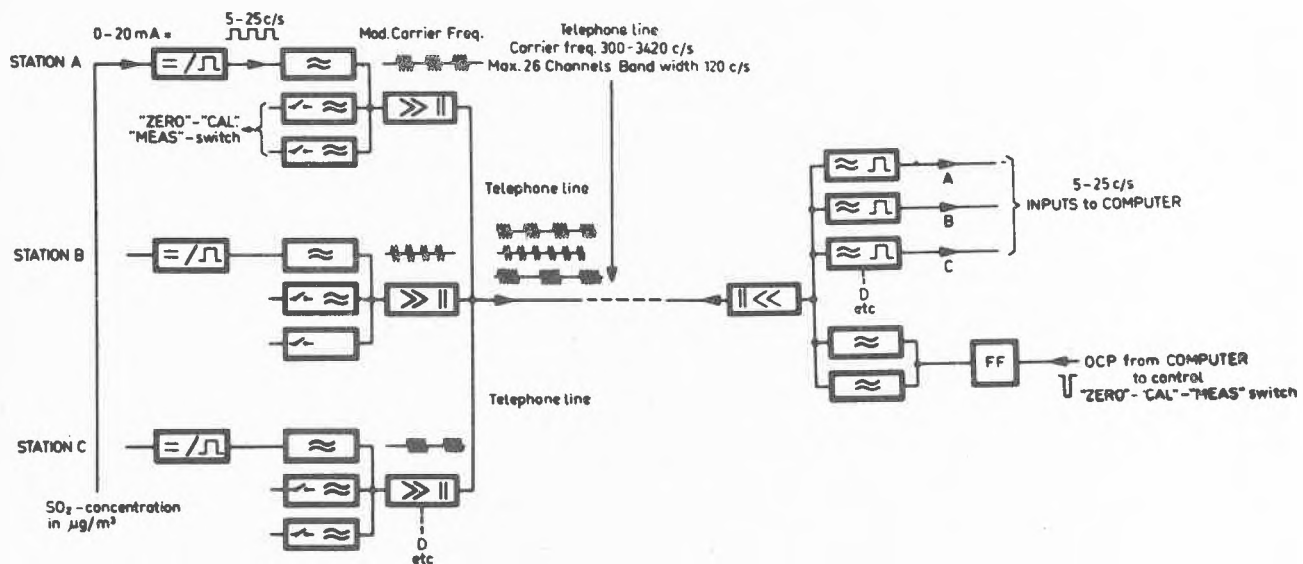 5-25c/s
0-20 mA =
Mod. Carrier Freq.
Telephone line
Carrier freq. 300-3420 c/s
Max. 26 Channels Band width 120 c/s
STATION A
"ZERO"-"CAL".
"MEAS"-switch
A
B
C
D
etc
5-25 c/s
INPUTS to COMPUTER
Telephone line
STATION B
FF
OCP from COMPUTER
to control
"ZERO"-"CAL"-"MEAS" switch
Telephone line
STATION C
SO₂-concentration
in µg/m³
D
etc